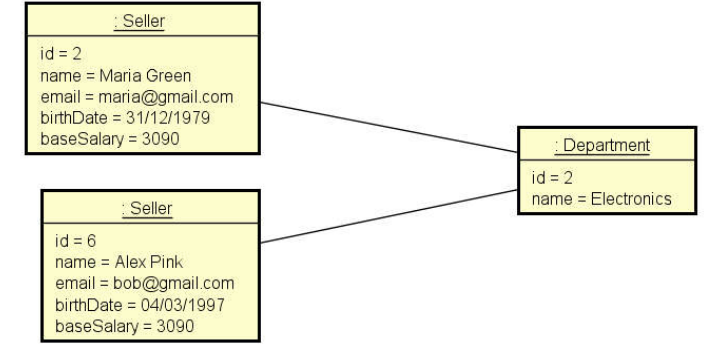 : Seller
id = 2
name = Maria Green
email = maria@gmail.com
birthDate = 31/12/1979
baseSalary = 3090
: Department
id = 2
name = Electronics
: Seller
id = 6
name = Alex Pink
email = bob@gmail.com
birthDate = 04/03/1997
baseSalary = 3090